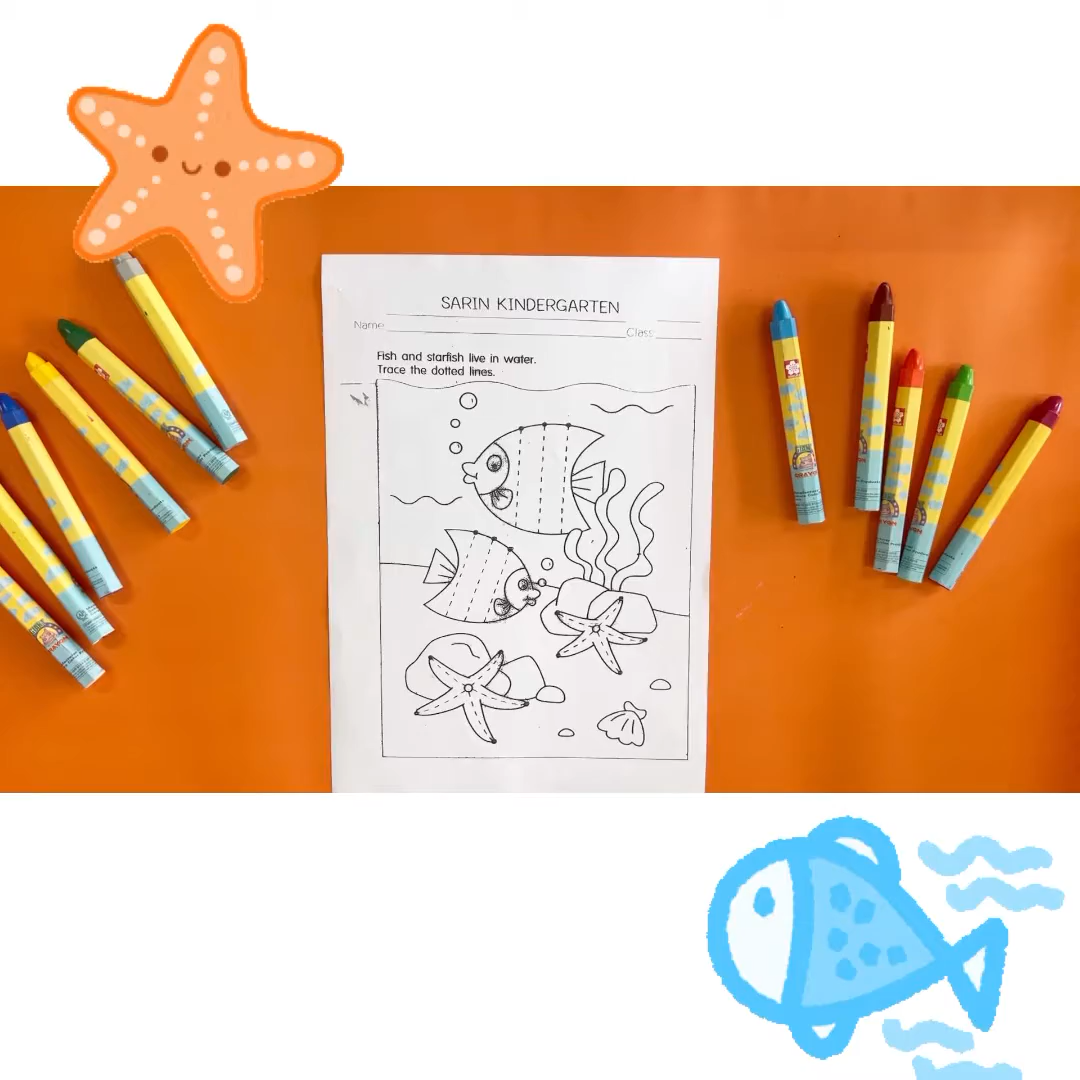 SARIN KINDERGARTEN
Name
Class
Fish and starfish live in water.
Trace the dotted lines.